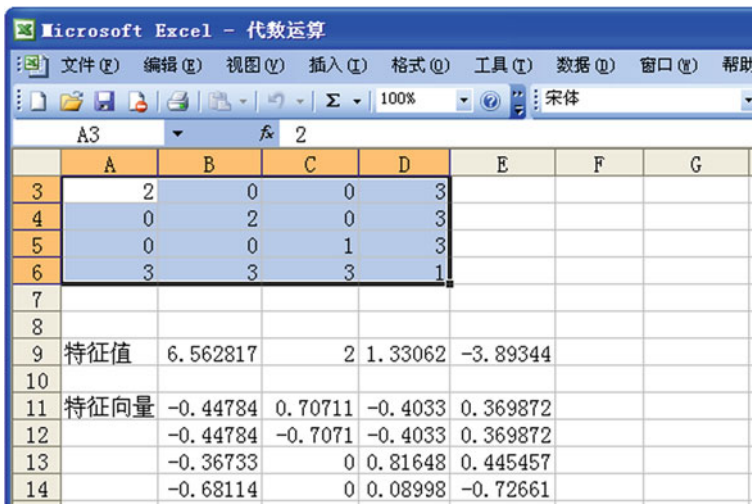 Microsoft Excel - 代数运算
文件(F) 编辑(E) 视图(V) 插入(I) 格式(O) 工具(T) 数据(D) 窗口(W) 帮助
Σ 100% 宋体
A3 fx 2
A B C D E F G
3 2 0 0 3
4 0 2 0 3
5 0 0 1 3
6 3 3 3 1
7
8
9 特征值 6.562817 2 1.33062 -3.89344
10
11 特征向量 -0.44784 0.70711 -0.4033 0.369872
12 -0.44784 -0.7071 -0.4033 0.369872
13 -0.36733 0 0.81648 0.445457
14 -0.68114 0 0.08998 -0.72661